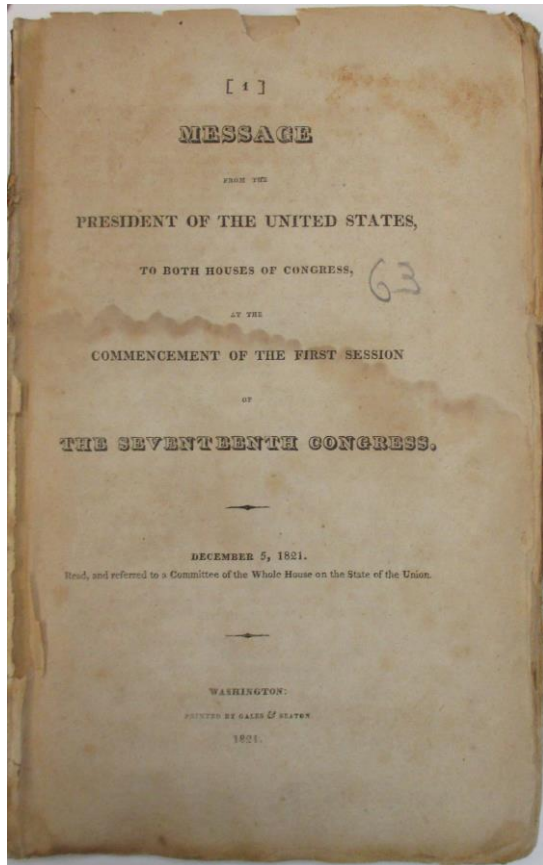 [ 1 ]
MESSAGE
FROM THE
PRESIDENT OF THE UNITED STATES,
TO BOTH HOUSES OF CONGRESS,
63
AT THE
COMMENCEMENT OF THE FIRST SESSION
OF
THE SEVENTEENTH CONGRESS.
DECEMBER 5, 1821.
Read, and referred to a Committee of the Whole House on the State of the Union.
WASHINGTON:
PRINTED BY GALES & SEATON
1821.